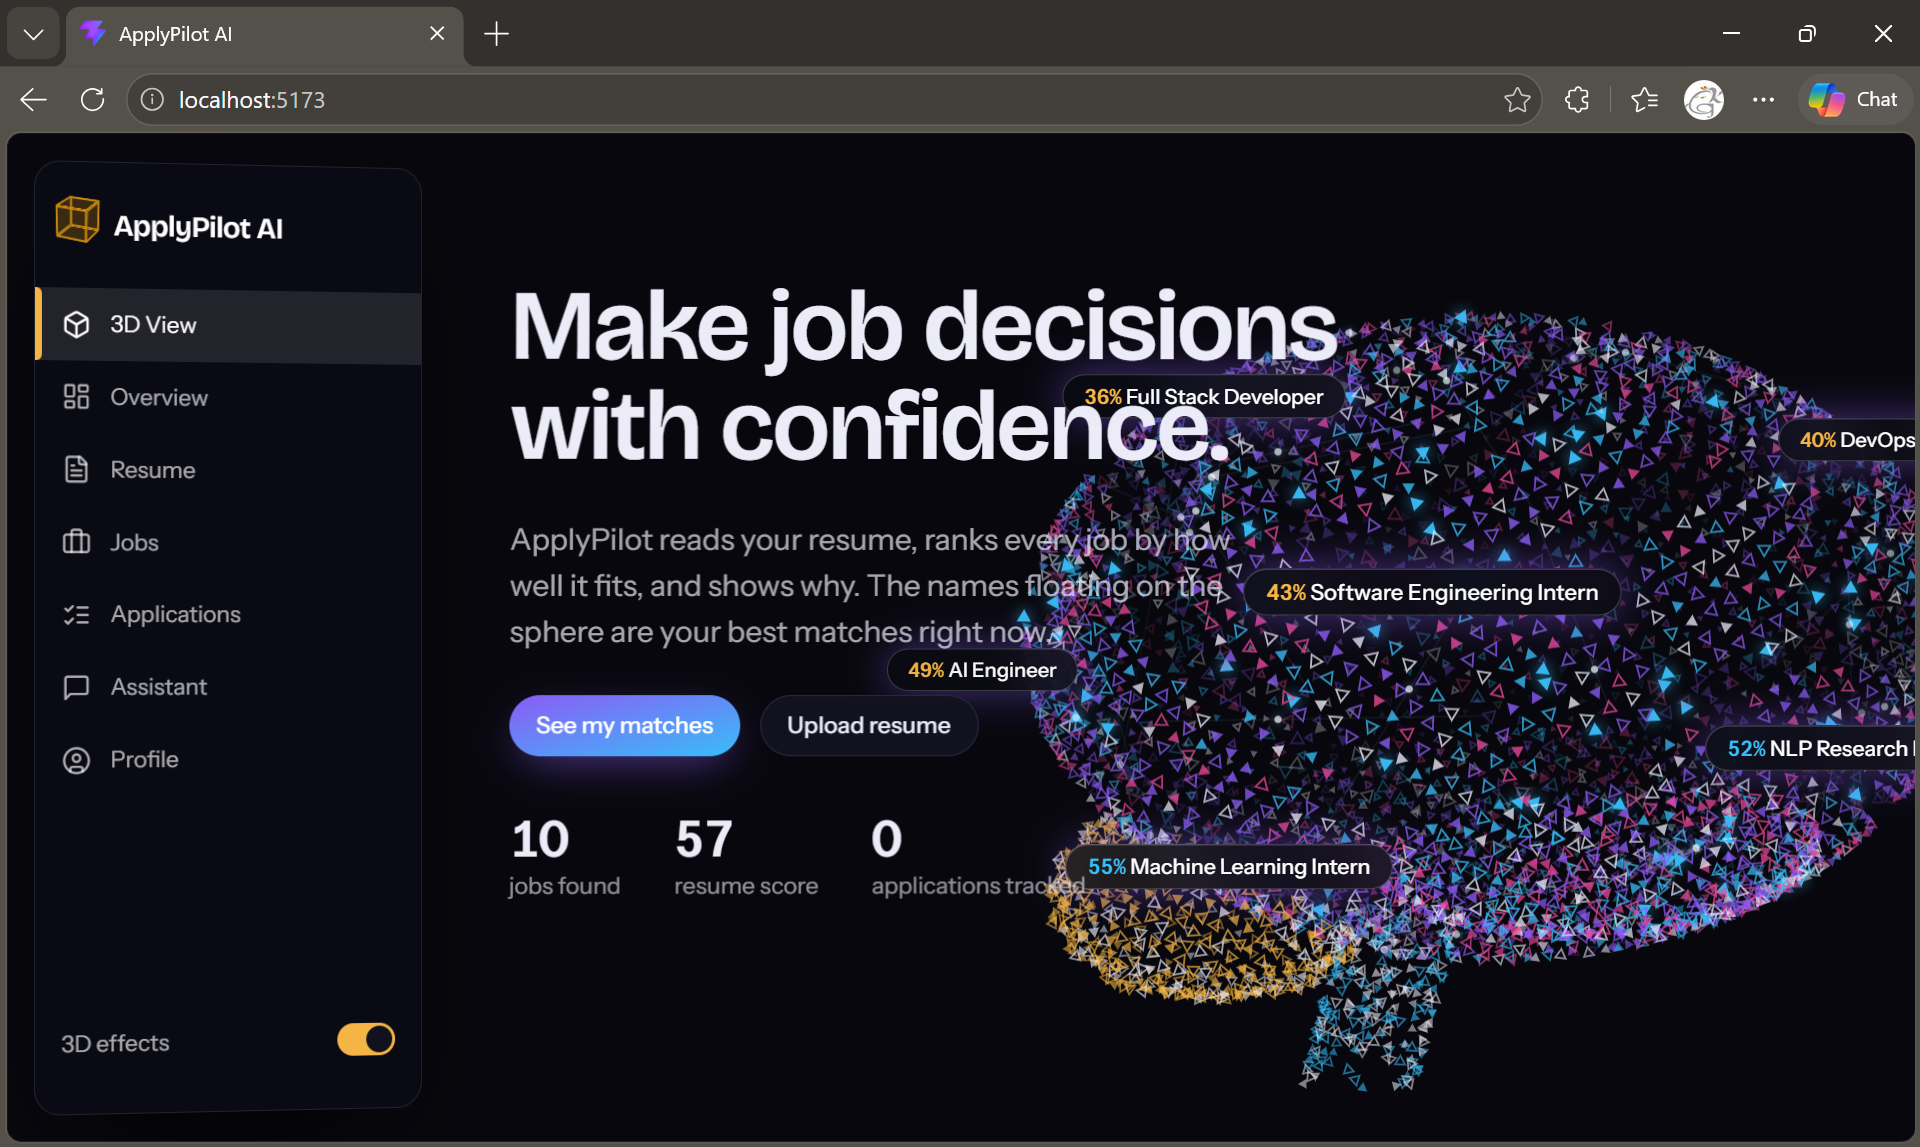 ApplyPilot AI
localhost:5173
Chat
ApplyPilot AI
3D View
Overview
Resume
Jobs
Applications
Assistant
Profile
3D effects
Make job decisions
with confidence.
ApplyPilot reads your resume, ranks every job by how
well it fits, and shows why. The names floating on the
sphere are your best matches right now.
See my matches
Upload resume
10
jobs found
57
resume score
0
applications tracked
36% Full Stack Developer
40% DevOps
43% Software Engineering Intern
49% AI Engineer
52% NLP Research
55% Machine Learning Intern